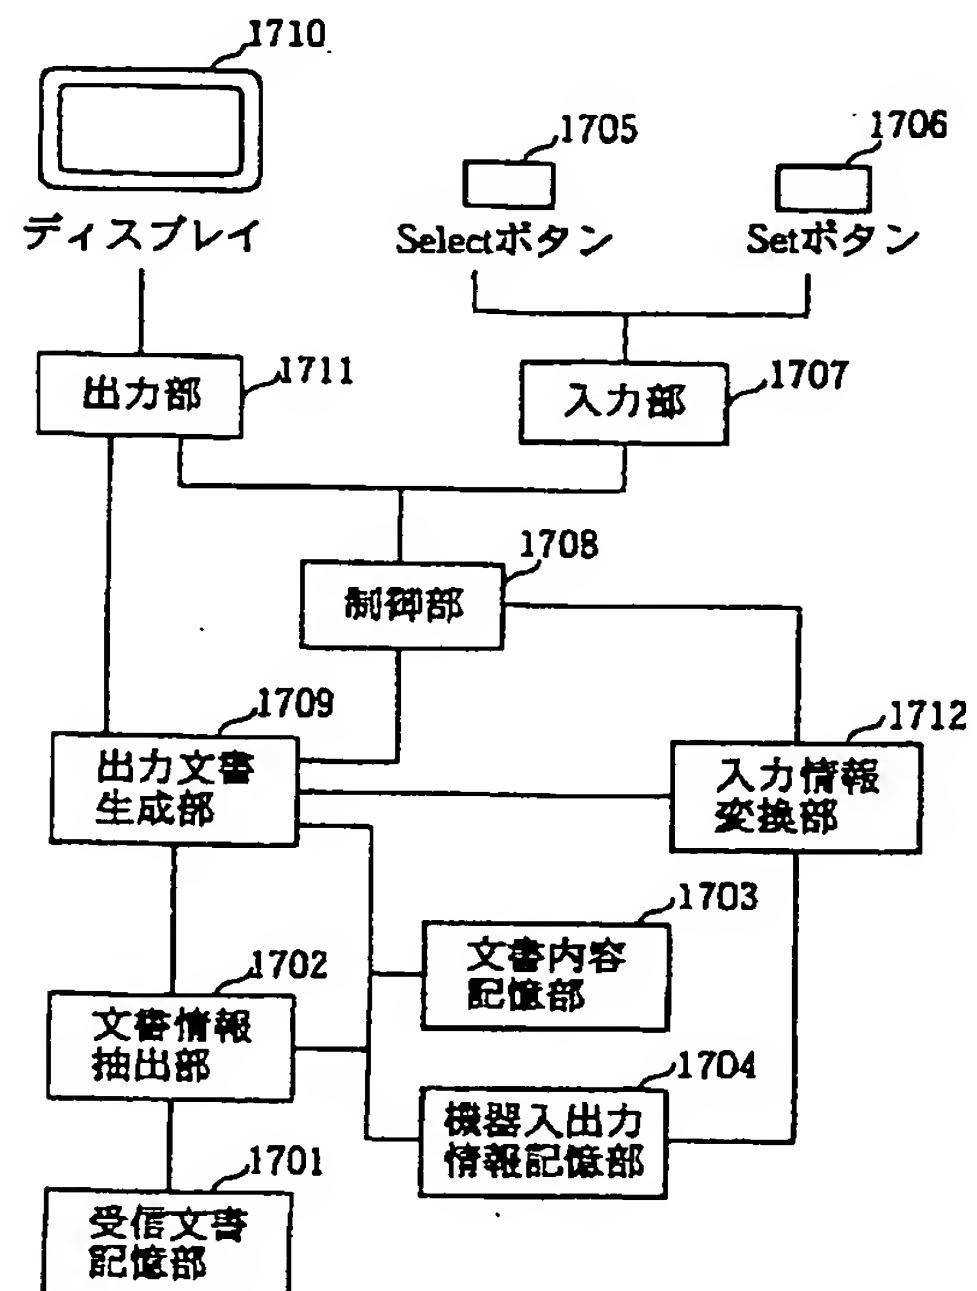 1710
ディスプレイ
1705
Selectボタン
1706
Setボタン
出力部
1711
入力部
1707
1708
制御部
1709
出力文書
生成部
1712
入力情報
変換部
1703
文書内容
記憶部
1702
文書情報
抽出部
1704
機器入出力
情報記憶部
1701
受信文書
記憶部